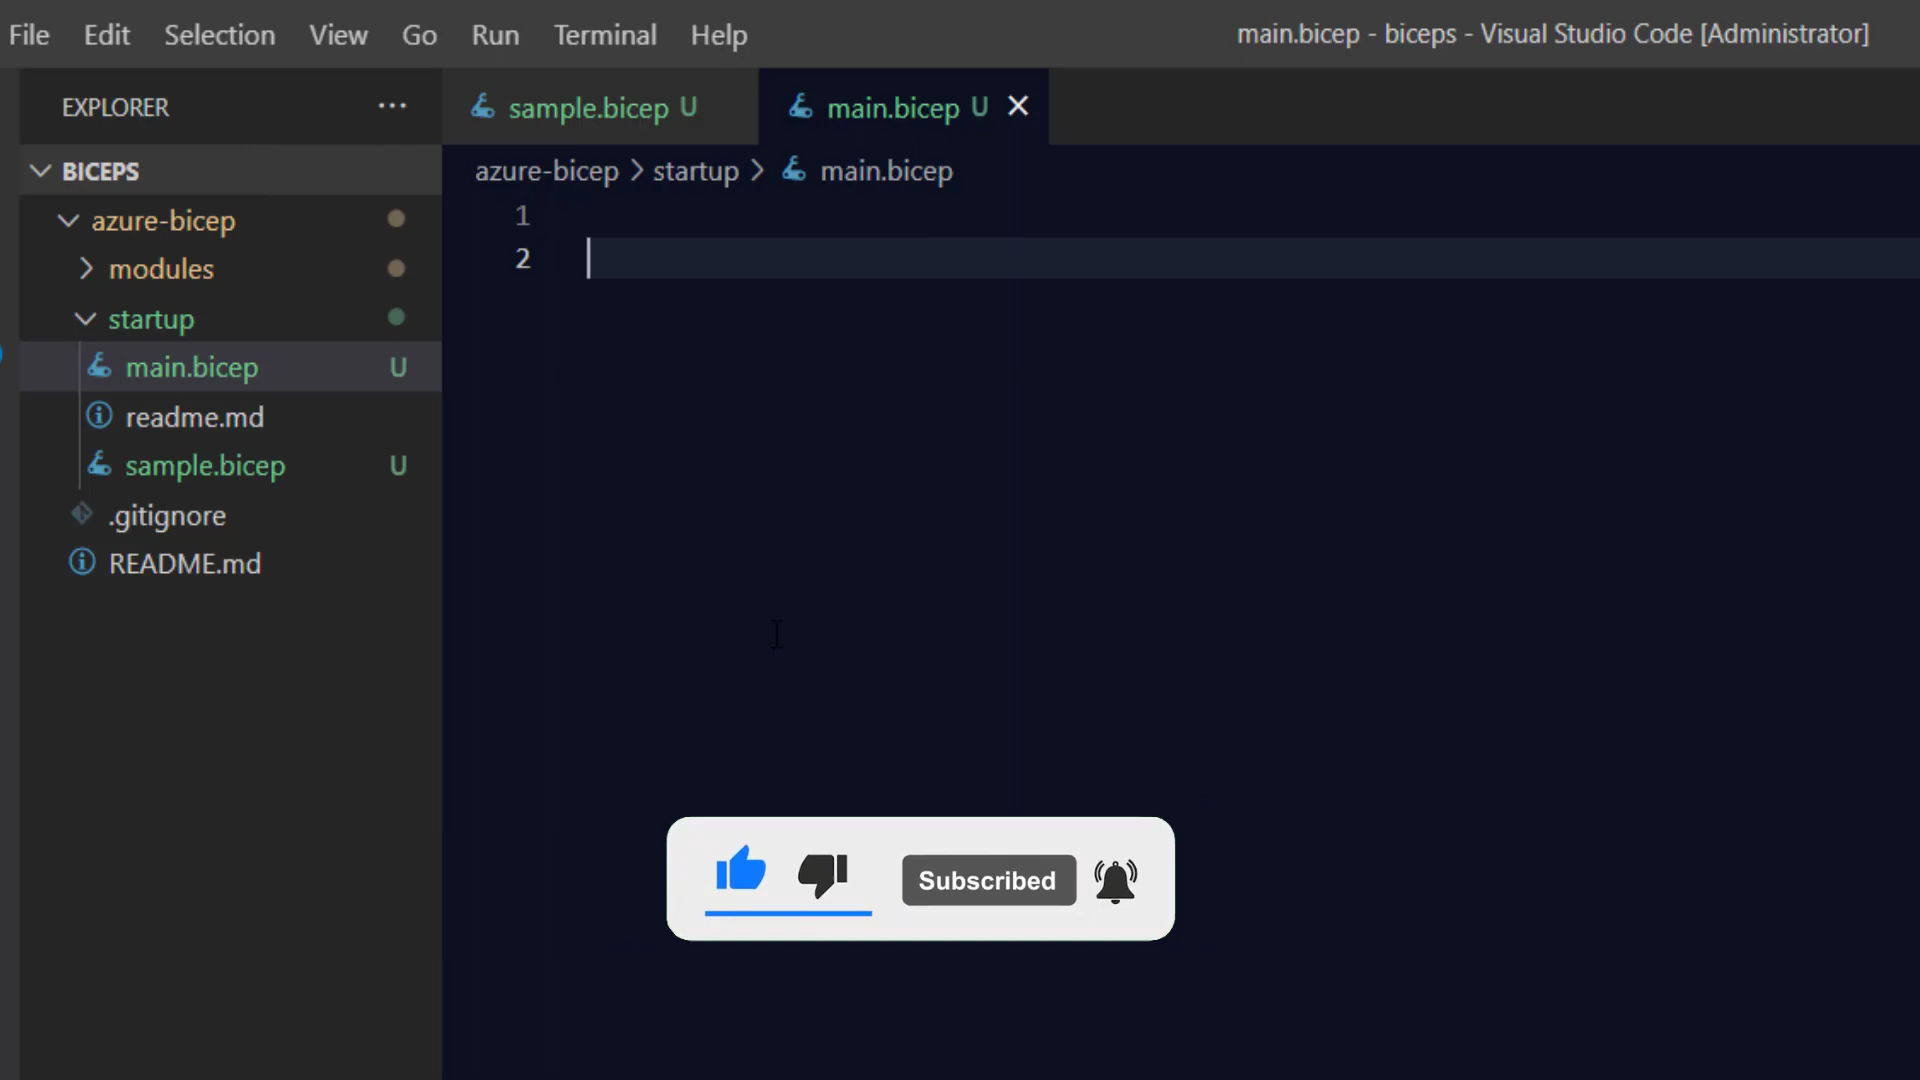 File Edit Selection View Go Run Terminal Help
main.bicep - biceps - Visual Studio Code [Administrator]
EXPLORER ...
BICEPS
azure-bicep
modules
startup
main.bicep U
readme.md
sample.bicep U
.gitignore
README.md
sample.bicep U
main.bicep U
azure-bicep > startup > main.bicep
1
2
Subscribed